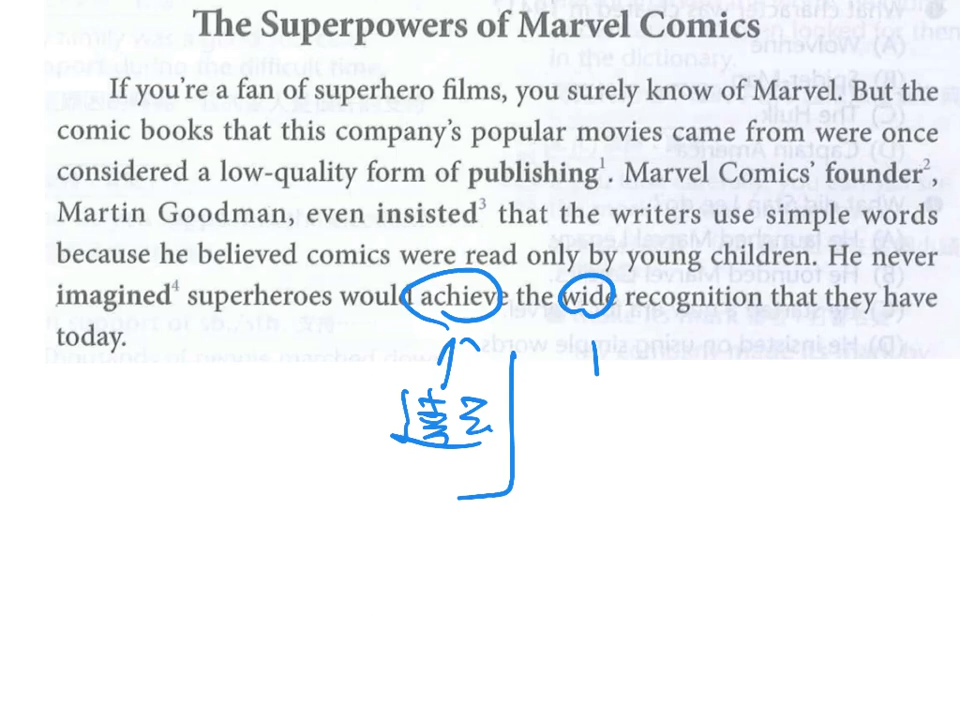 The Superpowers of Marvel Comics
If you're a fan of superhero films, you surely know of Marvel. But the
comic books that this company's popular movies came from were once
considered a low-quality form of publishing¹. Marvel Comics' founder²,
Martin Goodman, even insisted³ that the writers use simple words
because he believed comics were read only by young children. He never
imagined⁴ superheroes would achieve the wide recognition that they have
today.